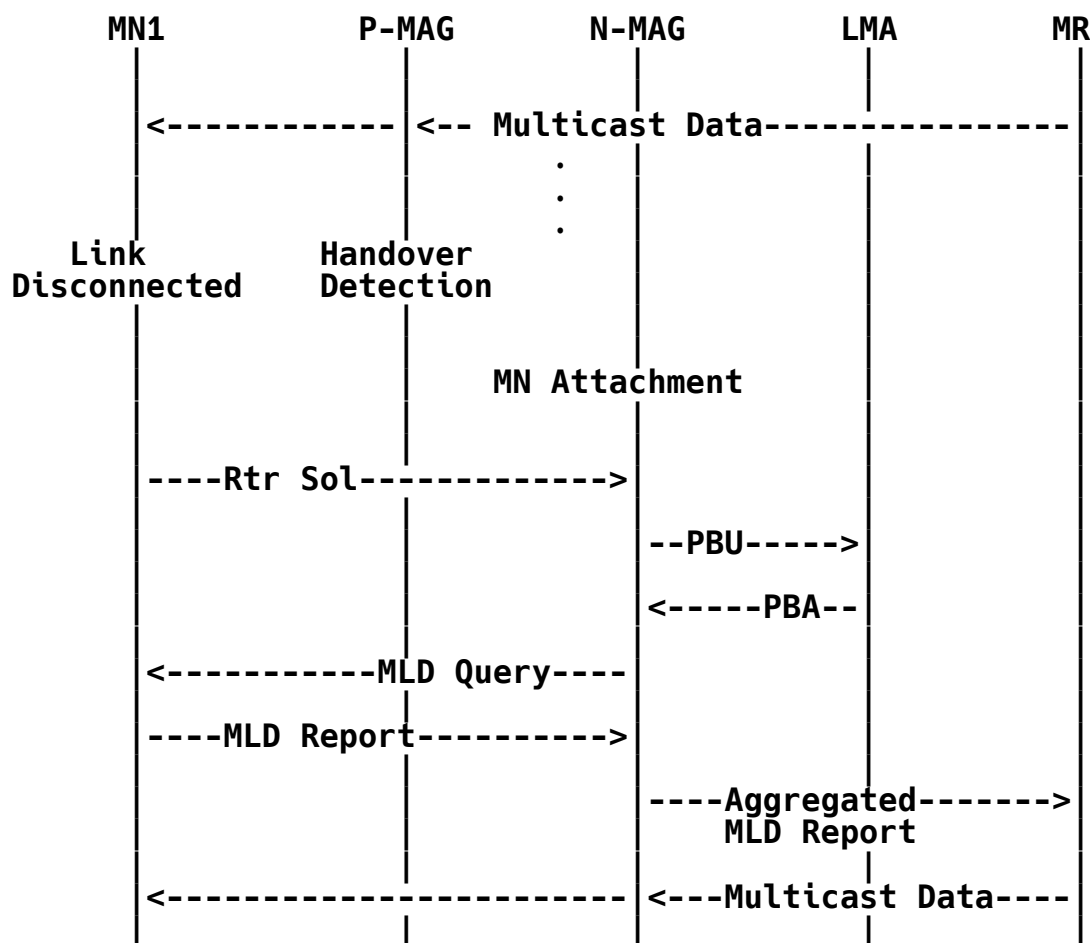 MN1 P-MAG N-MAG LMA MR
<------------ <-- Multicast Data----------------
.
.
.
Link Handover
Disconnected Detection
MN Attachment
----Rtr Sol------------->
--PBU----->
<-----PBA--
<-----------MLD Query----
----MLD Report---------->
----Aggregated------->
MLD Report
<------------------------ <---Multicast Data----